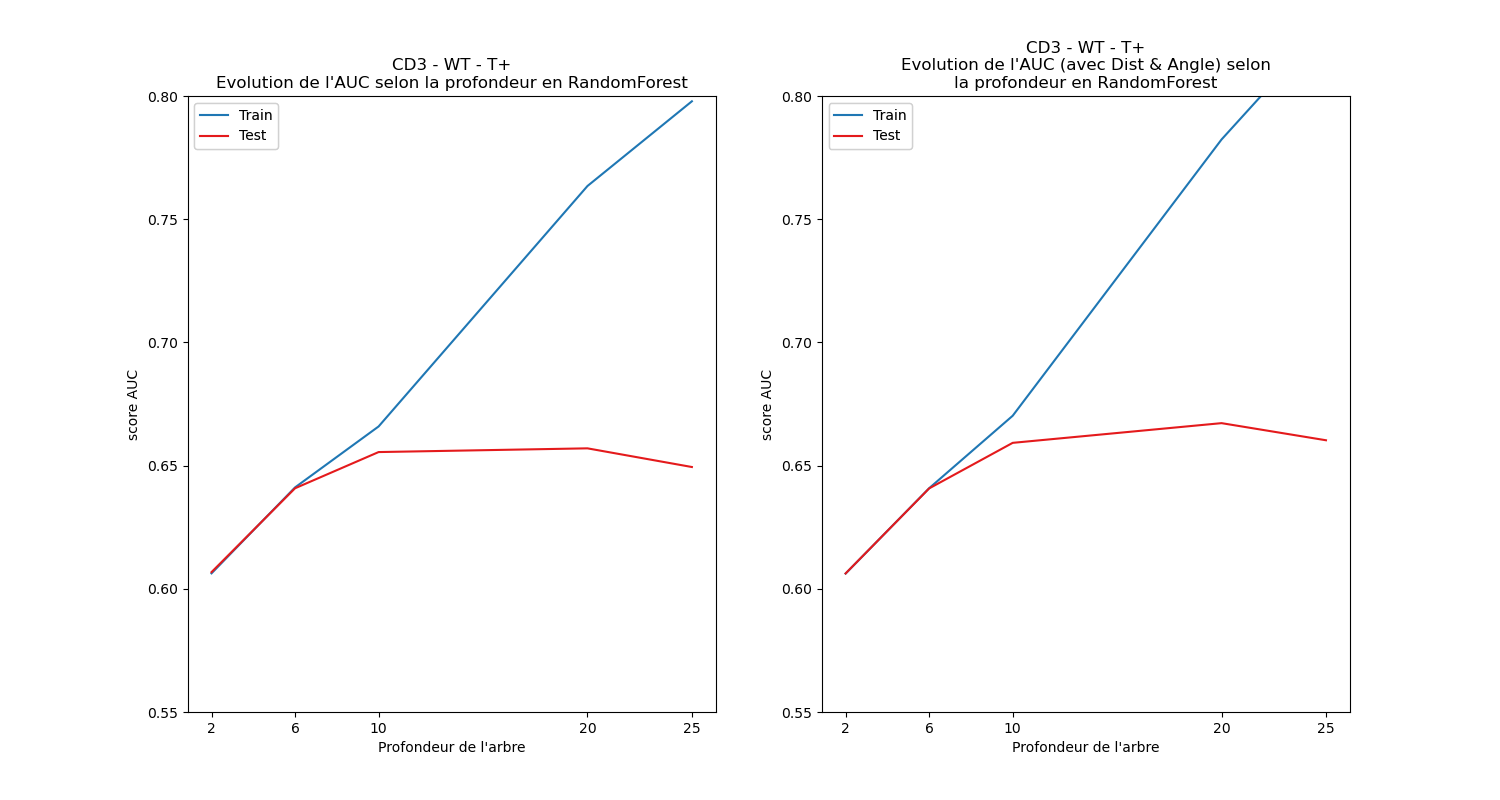 CD3 - WT - T+
Evolution de l'AUC selon la profondeur en RandomForest
0.80
0.75
0.70
0.65
0.60
0.55
score AUC
Train
Test
2 6 10 20 25
Profondeur de l'arbre
CD3 - WT - T+
Evolution de l'AUC (avec Dist & Angle) selon
la profondeur en RandomForest
0.80
0.75
0.70
0.65
0.60
0.55
score AUC
Train
Test
2 6 10 20 25
Profondeur de l'arbre